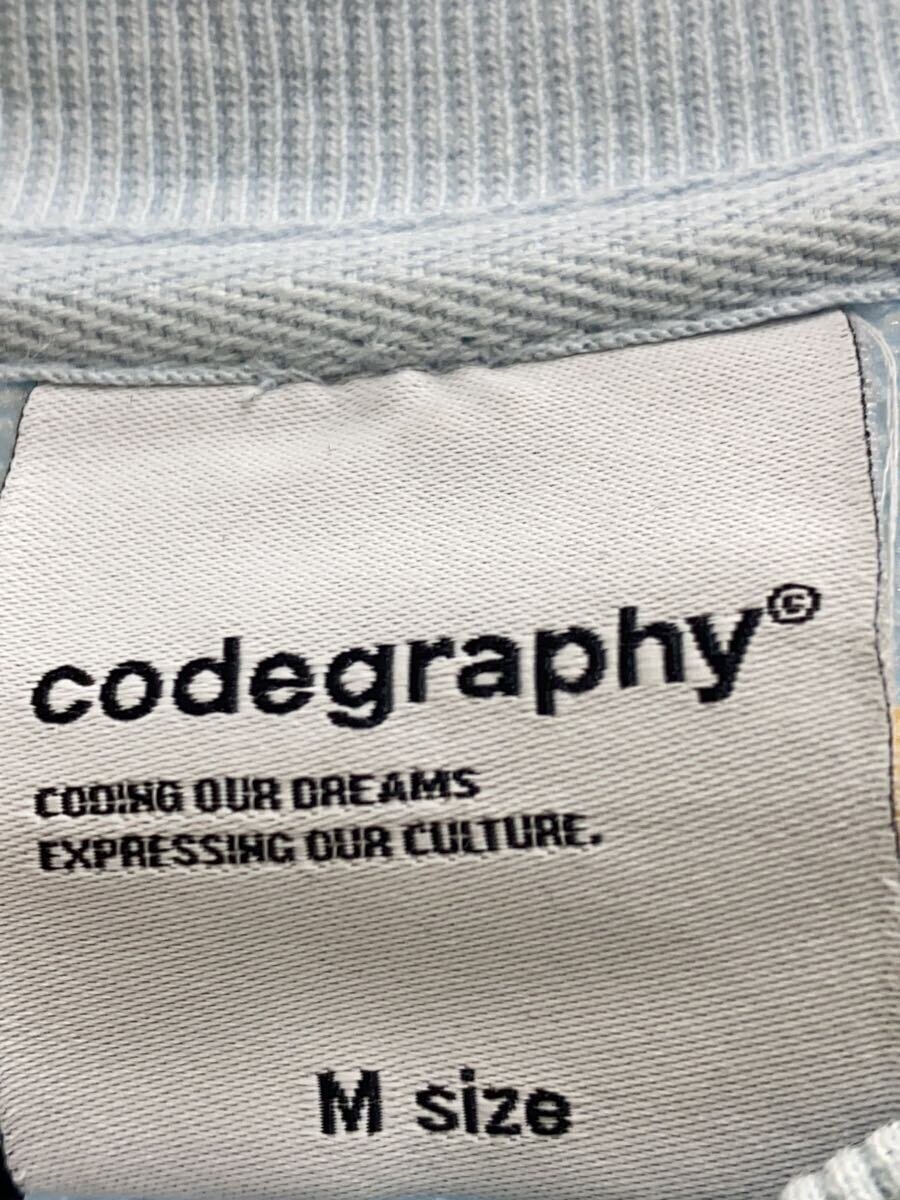 codegraphy©
CODING OUR DREAMS
EXPRESSING OUR CULTURE.
M size